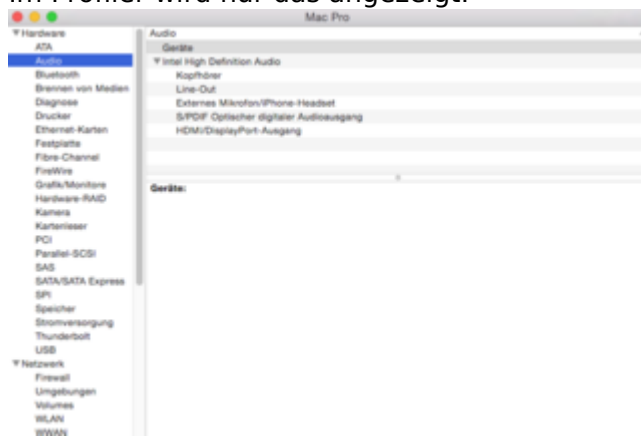 Im Profiler wird nur das angezeigt:
Mac Pro
Hardware
ATA
Audio
Bluetooth
Brennen von Medien
Diagnose
Drucker
Ethernet-Karten
Festplatte
Fibre-Channel
FireWire
Grafik/Monitore
Hardware-RAID
Kamera
Kartenleser
PCI
Parallel-SCSI
SAS
SATA/SATA Express
SPI
Speicher
Stromversorgung
Thunderbolt
USB
Netzwerk
Firewall
Umgebungen
Volumes
WLAN
WWAN
Audio
Geräte
Intel High Definition Audio
Kopfhörer
Line-Out
Externes Mikrofon/iPhone-Headset
S/PDIF Optischer digitaler Audioausgang
HDMI/DisplayPort-Ausgang
Geräte: